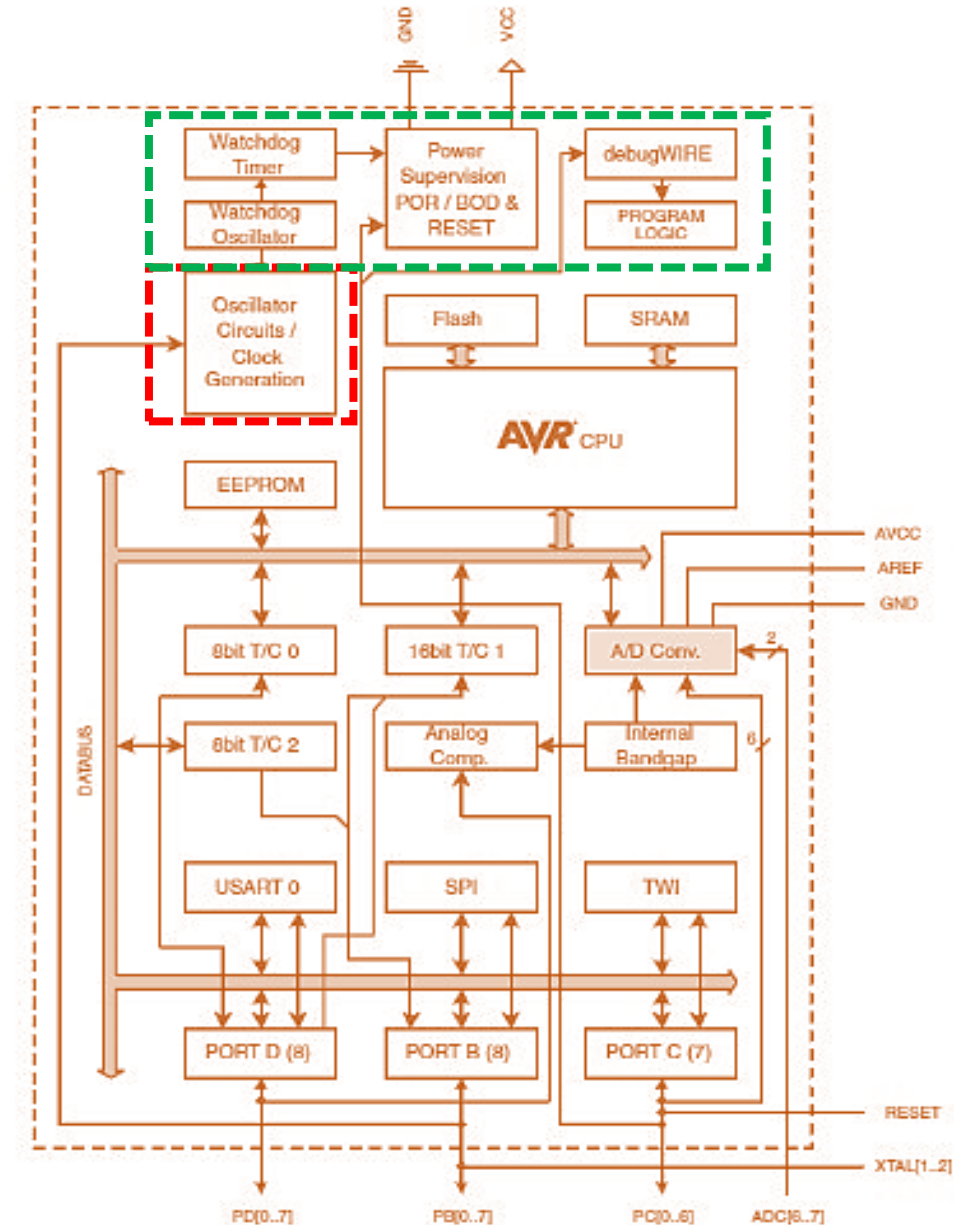 GND
VCC
Watchdog
Timer
Power
Supervision
POR / BOD &
RESET
debugWIRE
Watchdog
Oscillator
PROGRAM
LOGIC
Oscillator
Circuits /
Clock
Generation
Flash
SRAM
AVR CPU
EEPROM
AVCC
AREF
GND
8bit T/C 0
16bit T/C 1
A/D Conv.
2
DATABUS
8bit T/C 2
Analog
Comp.
Internal
Bandgap
6
USART 0
SPI
TWI
PORT D (8)
PORT B (8)
PORT C (7)
RESET
XTAL[1..2]
PD[0..7]
PB[0..7]
PC[0..6]
ADC[6..7]